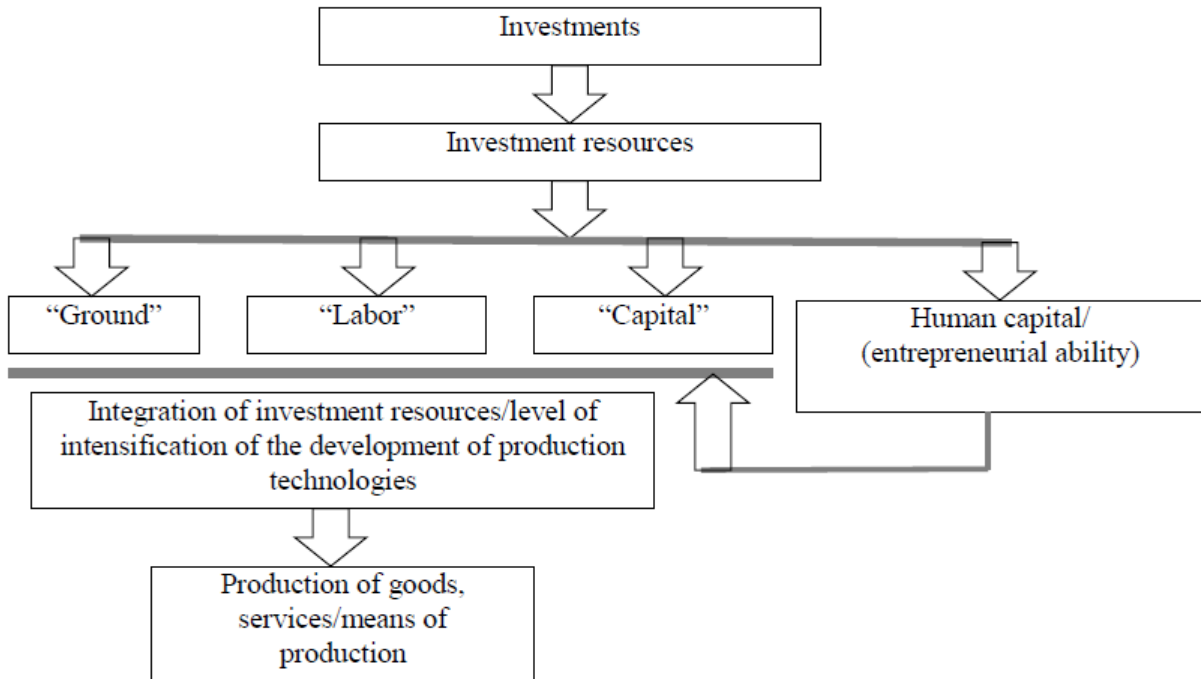 Investments
Investment resources
“Ground”
“Labor”
“Capital”
Human capital/
(entrepreneurial ability)
Integration of investment resources/level of
intensification of the development of production
technologies
Production of goods,
services/means of
production